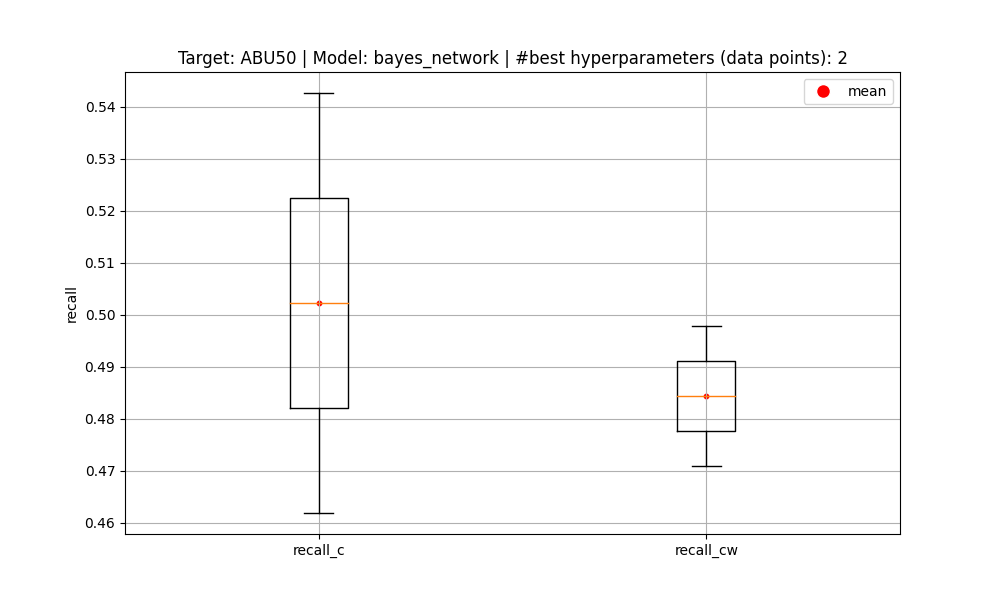 Target: ABU50 | Model: bayes_network | #best hyperparameters (data points): 2
mean
0.54
0.53
0.52
0.51
0.50
0.49
0.48
0.47
0.46
recall
recall_c
recall_cw